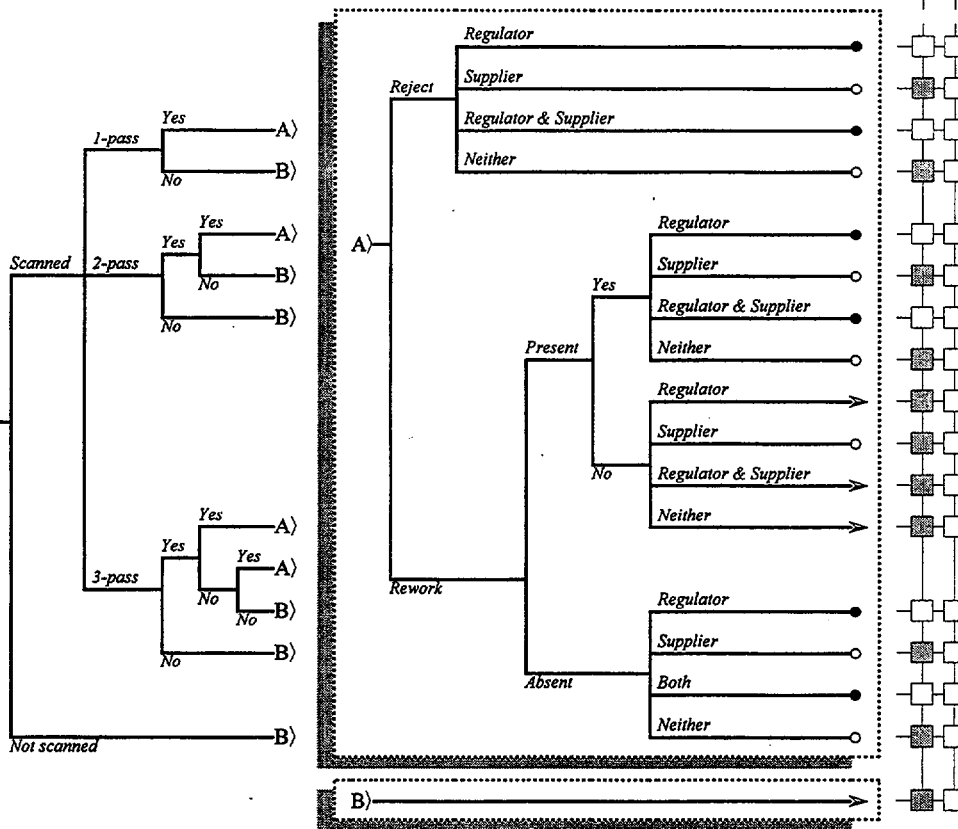 Scanned
1-pass
Yes
A⟩
No
B⟩
2-pass
Yes
Yes
A⟩
No
B⟩
No
B⟩
3-pass
Yes
Yes
A⟩
No
Yes
A⟩
No
B⟩
No
B⟩
Not scanned
B⟩
A⟩
Reject
Regulator
Supplier
Regulator & Supplier
Neither
Rework
Present
Yes
Regulator
Supplier
Regulator & Supplier
Neither
No
Regulator
Supplier
Regulator & Supplier
Neither
Absent
Regulator
Supplier
Both
Neither
B⟩